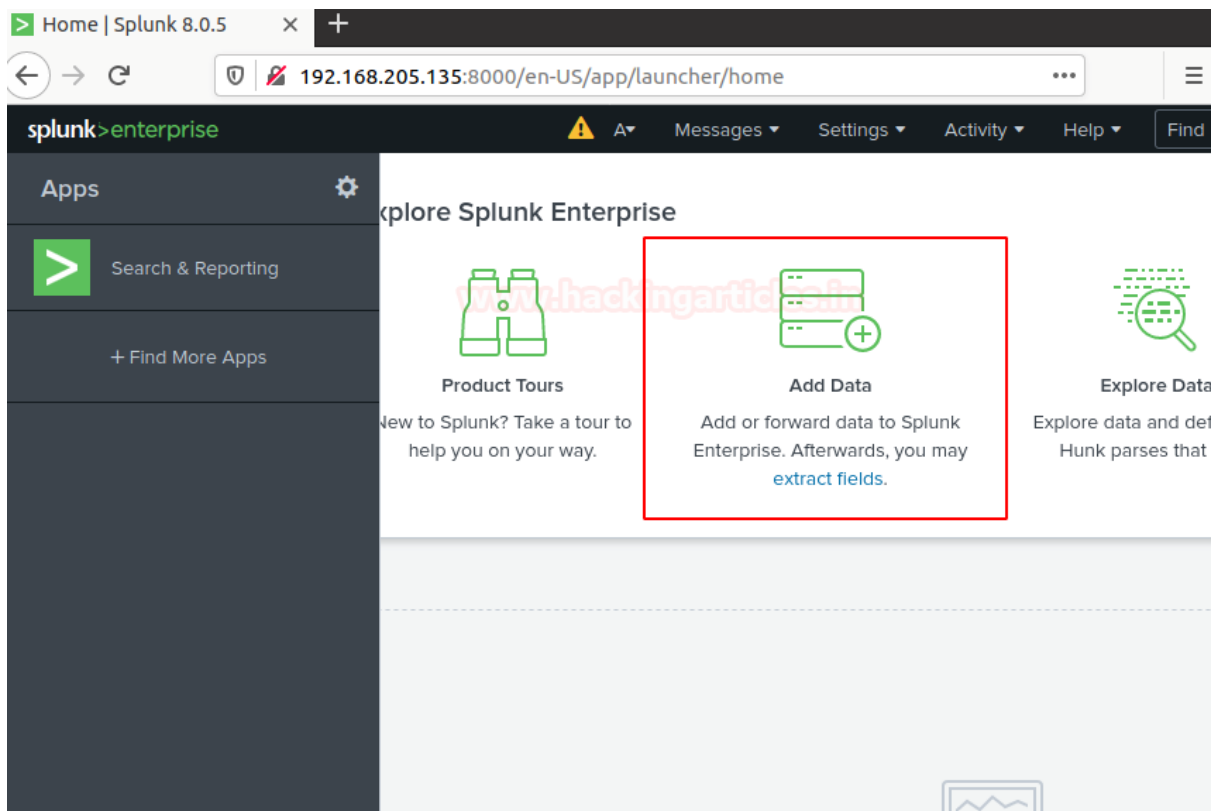 Home | Splunk 8.0.5
192.168.205.135:8000/en-US/app/launcher/home
splunk>enterprise
A
Messages
Settings
Activity
Help
Find
Apps
Search & Reporting
+ Find More Apps
xplore Splunk Enterprise
www.hackingarticles.in
Product Tours
New to Splunk? Take a tour to
help you on your way.
Add Data
Add or forward data to Splunk
Enterprise. Afterwards, you may
extract fields.
Explore Data
Explore data and def
Hunk parses that